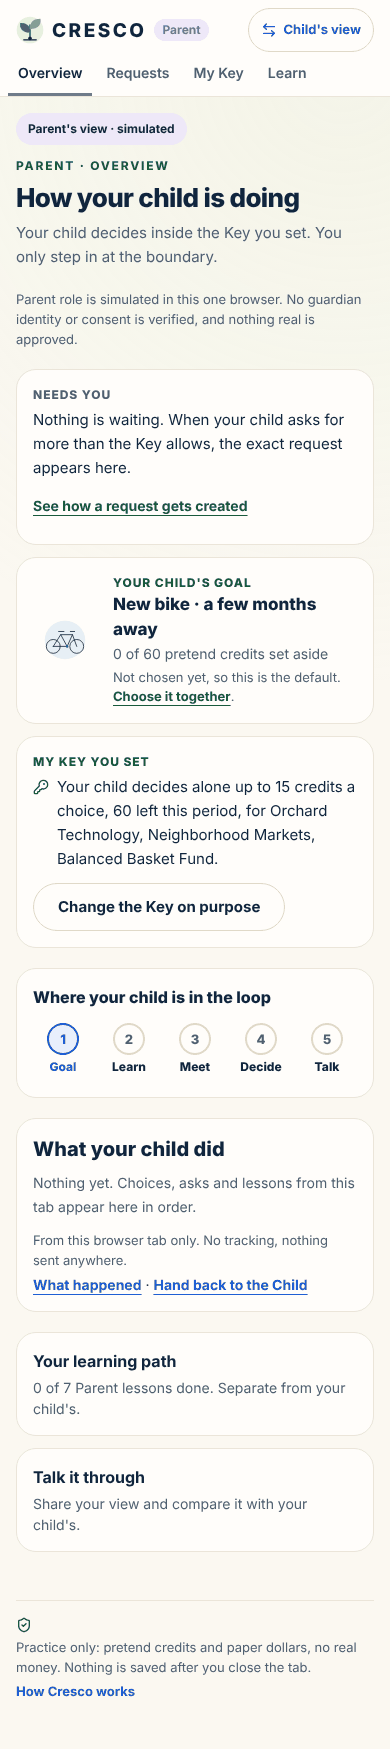 CRESCO Parent
Child's view
Overview Requests My Key Learn
Parent's view · simulated
PARENT · OVERVIEW
How your child is doing
Your child decides inside the Key you set. You
only step in at the boundary.
Parent role is simulated in this one browser. No guardian
identity or consent is verified, and nothing real is
approved.
NEEDS YOU
Nothing is waiting. When your child asks for
more than the Key allows, the exact request
appears here.
See how a request gets created
YOUR CHILD'S GOAL
New bike · a few months
away
0 of 60 pretend credits set aside
Not chosen yet, so this is the default.
Choose it together.
MY KEY YOU SET
Your child decides alone up to 15 credits a
choice, 60 left this period, for Orchard
Technology, Neighborhood Markets,
Balanced Basket Fund.
Change the Key on purpose
Where your child is in the loop
1 2 3 4 5
Goal Learn Meet Decide Talk
What your child did
Nothing yet. Choices, asks and lessons from this
tab appear here in order.
From this browser tab only. No tracking, nothing
sent anywhere.
What happened · Hand back to the Child
Your learning path
0 of 7 Parent lessons done. Separate from your
child's.
Talk it through
Share your view and compare it with your
child's.
Practice only: pretend credits and paper dollars, no real
money. Nothing is saved after you close the tab.
How Cresco works